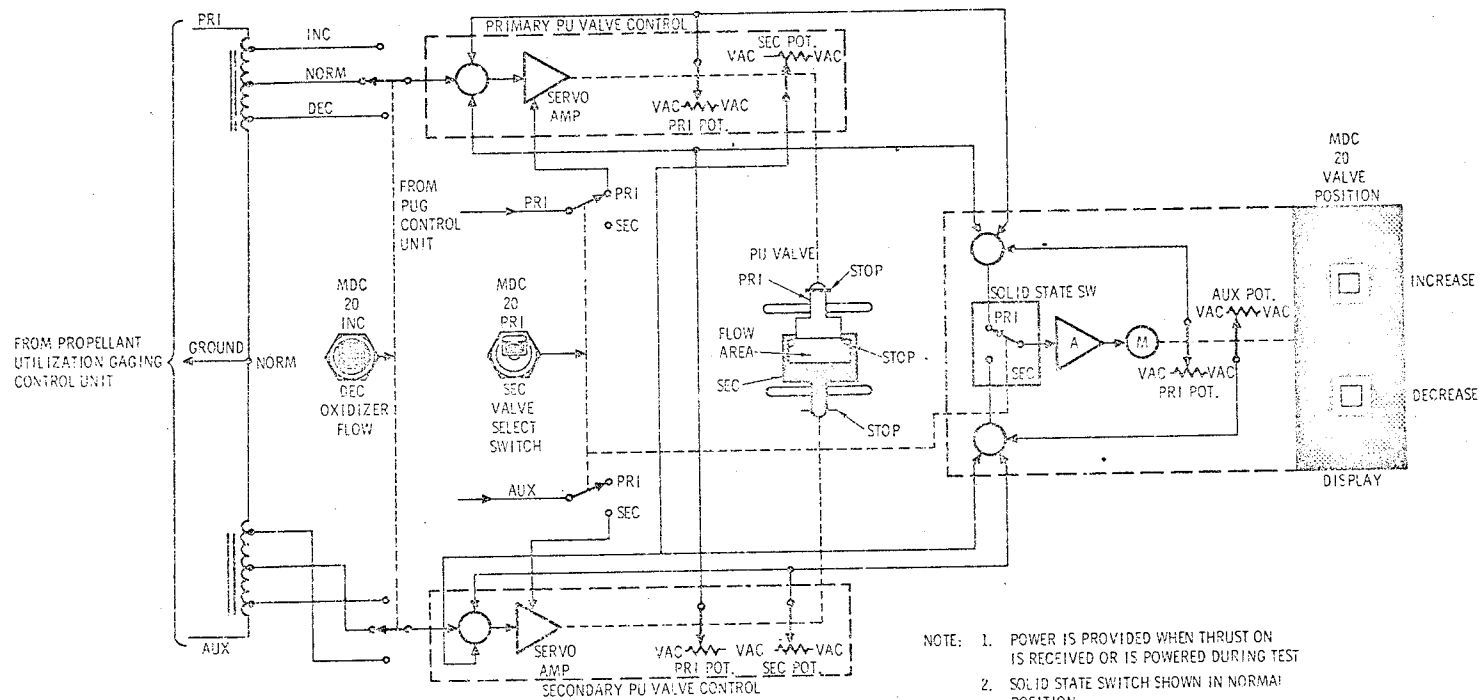 PRI
INC
NORM
DEC
PRIMARY PU VALVE CONTROL
SERVO
AMP
SEC POT.
VAC VAC
VAC VAC
PRI POT.
FROM
PUG
CONTROL
UNIT
PRI
PRI
SEC
MDC
20
INC
DEC
OXIDIZER
FLOW
MDC
20
PRI
SEC
VALVE
SELECT
SWITCH
FROM PROPELLANT
UTILIZATION GAGING
CONTROL UNIT
GROUND
NORM
PU VALVE
PRI
STOP
FLOW
AREA
STOP
SEC
STOP
SOLID STATE SW
PRI
SEC
A
M
AUX POT.
VAC VAC
VAC VAC
PRI POT.
MDC
20
VALVE
POSITION
INCREASE
DECREASE
DISPLAY
AUX
PRI
SEC
AUX
SERVO
AMP
VAC VAC
PRI POT.
VAC
SEC POT.
SECONDARY PU VALVE CONTROL
NOTE: 1. POWER IS PROVIDED WHEN THRUST ON
IS RECEIVED OR IS POWERED DURING TEST
2. SOLID STATE SWITCH SHOWN IN NORMAL
POSITION